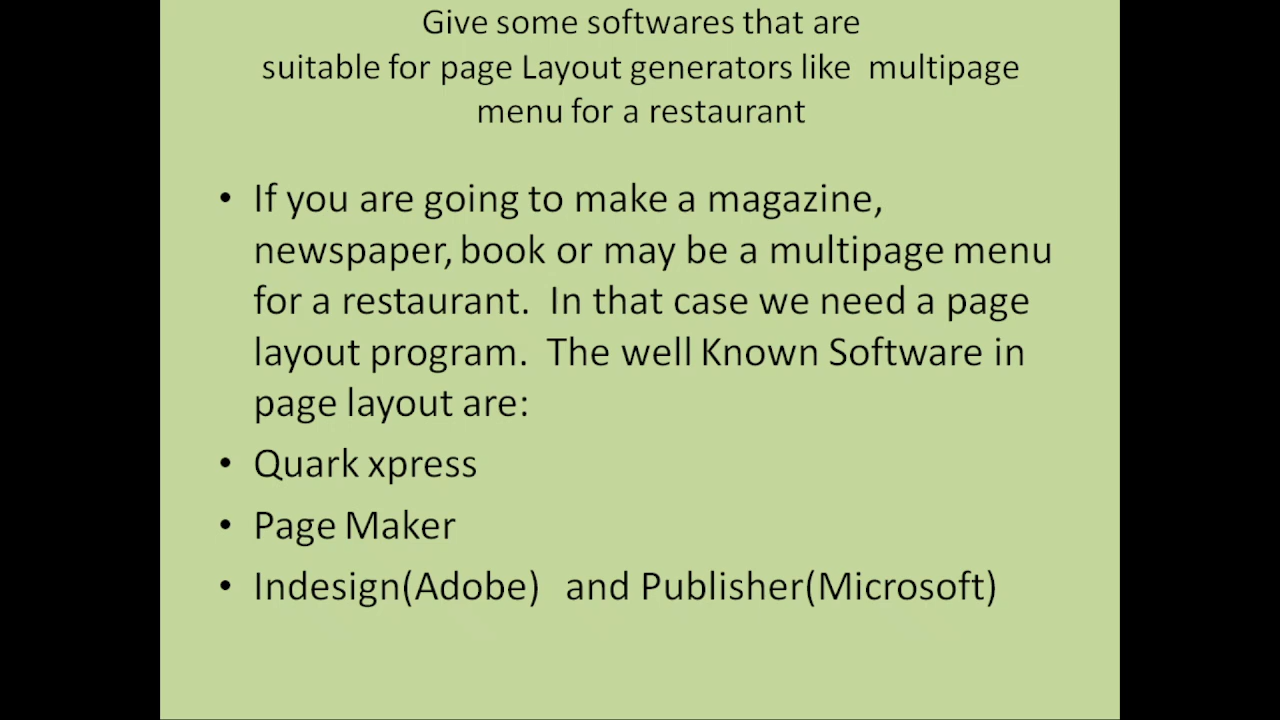 Give some softwares that are
suitable for page Layout generators like  multipage
menu for a restaurant
• If you are going to make a magazine,
newspaper, book or may be a multipage menu
for a restaurant.  In that case we need a page
layout program.  The well Known Software in
page layout are:
• Quark xpress
• Page Maker
• Indesign(Adobe)  and Publisher(Microsoft)